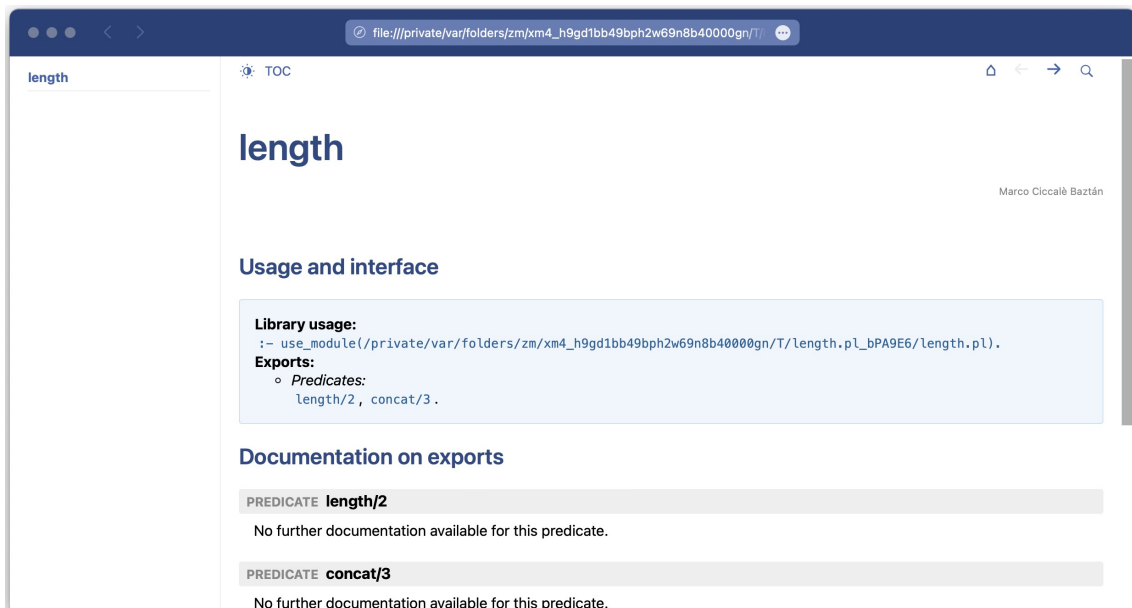 file:///private/var/folders/zm/xm4_h9gd1bb49bph2w69n8b40000gn/T/
length
TOC
length
Marco Ciccalè Baztán
Usage and interface
Library usage:
:- use_module(/private/var/folders/zm/xm4_h9gd1bb49bph2w69n8b40000gn/T/length.pl_bPA9E6/length.pl).
Exports:
Predicates:
length/2, concat/3.
Documentation on exports
PREDICATE length/2
No further documentation available for this predicate.
PREDICATE concat/3
No further documentation available for this predicate.